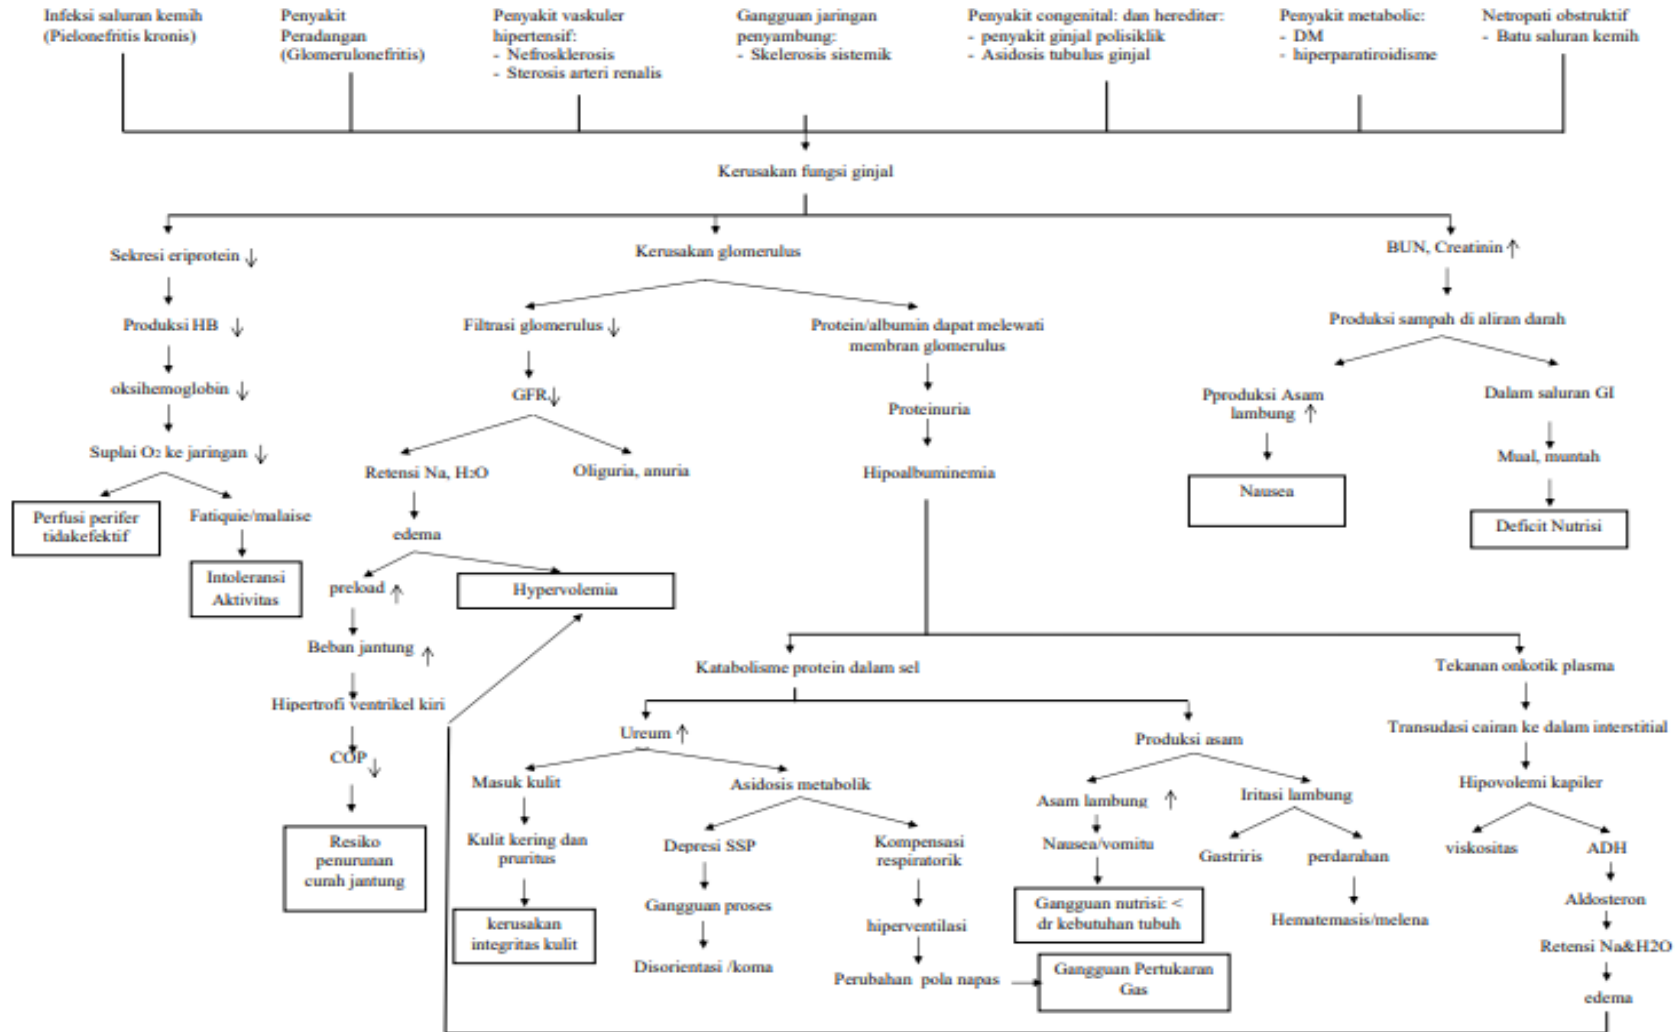 Infeksi saluran kemih
(Pielonefritis kronis)
Penyakit
Peradangan
(Glomerulonefritis)
Penyakit vaskuler
hipertensif:
- Nefrosklerosis
- Sterosis arteri renalis
Gangguan jaringan
penyambung:
- Skelerosis sistemik
Penyakit congenital: dan herediter:
- penyakit ginjal polisiklik
- Asidosis tubulus ginjal
Penyakit metabolic:
- DM
- hiperparatiroidisme
Netropati obstruktif
- Batu saluran kemih
Kerusakan fungsi ginjal
Sekresi eriprotein ↓
Kerusakan glomerulus
BUN, Creatinin ↑
Produksi HB ↓
Filtrasi glomerulus ↓
Protein/albumin dapat melewati
membran glomerulus
Produksi sampah di aliran darah
oksihemoglobin ↓
GFR↓
Proteinuria
Pproduksi Asam
lambung ↑
Dalam saluran GI
Suplai O2 ke jaringan ↓
Retensi Na, H2O
Oliguria, anuria
Hipoalbuminemia
Nausea
Mual, muntah
Perfusi perifer
tidakefektif
Fatiquie/malaise
edema
Deficit Nutrisi
Intoleransi
Aktivitas
preload ↑
Hypervolemia
Beban jantung ↑
Katabolisme protein dalam sel
Tekanan onkotik plasma
Hipertrofi ventrikel kiri
Ureum ↑
Produksi asam
Transudasi cairan ke dalam interstitial
COP ↓
Masuk kulit
Asidosis metabolik
Asam lambung ↑
Iritasi lambung
Hipovolemi kapiler
Resiko
penurunan
curah jantung
Kulit kering dan
pruritus
Depresi SSP
Kompensasi
respiratorik
Nausea/vomitu
Gastriris
perdarahan
viskositas
ADH
kerusakan
integritas kulit
Gangguan proses
hiperventilasi
Gangguan nutrisi: <
dr kebutuhan tubuh
Hematemasis/melena
Aldosteron
Disorientasi /koma
Perubahan pola napas
Gangguan Pertukaran
Gas
Retensi Na&H2O
edema